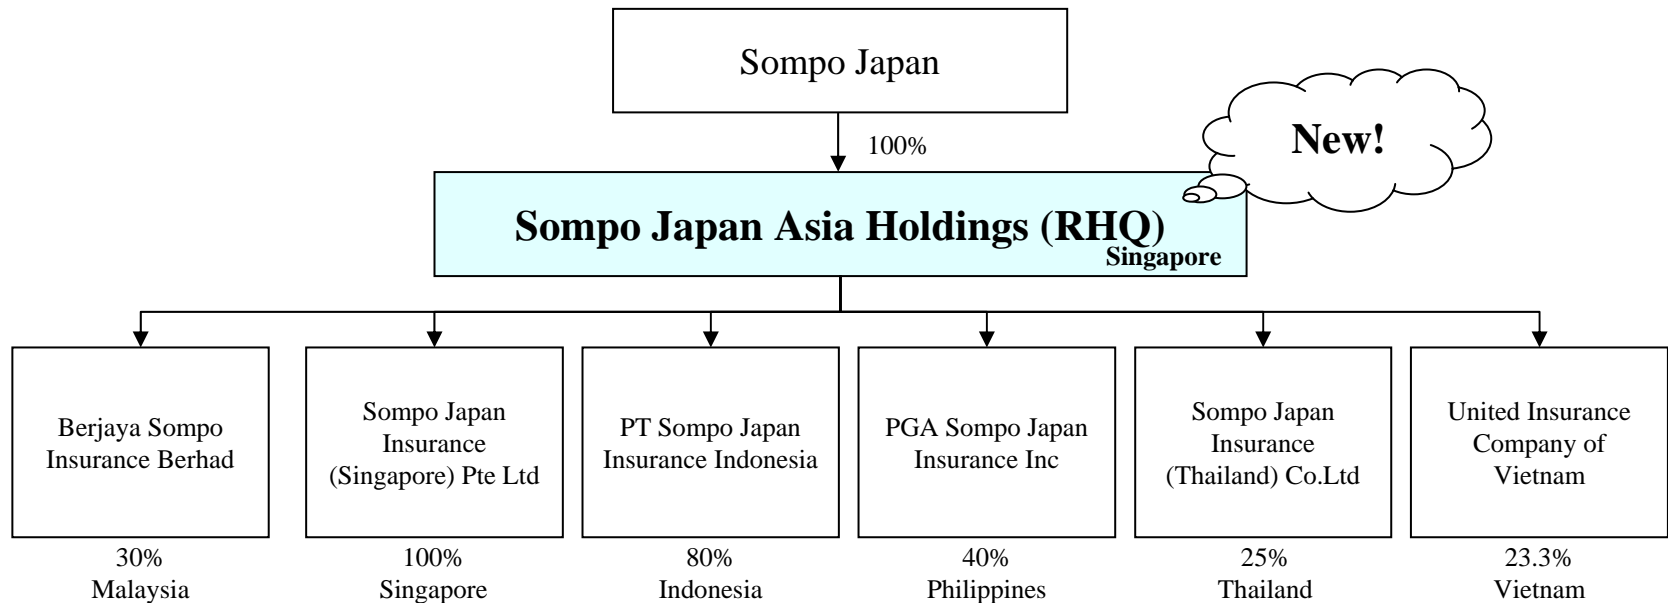 Sompo Japan
100%
New!
Sompo Japan Asia Holdings (RHQ)
Singapore
Berjaya Sompo
Insurance Berhad
30%
Malaysia
Sompo Japan
Insurance
(Singapore) Pte Ltd
100%
Singapore
PT Sompo Japan
Insurance Indonesia
80%
Indonesia
PGA Sompo Japan
Insurance Inc
40%
Philippines
Sompo Japan
Insurance
(Thailand) Co.Ltd
25%
Thailand
United Insurance
Company of
Vietnam
23.3%
Vietnam